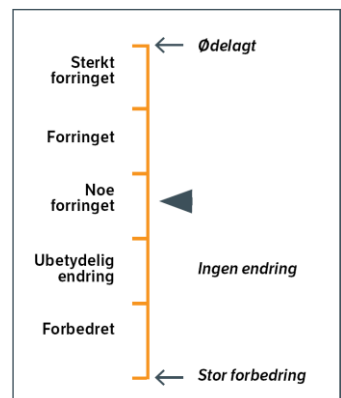 Ødelagt
Sterkt
forringet
Forringet
Noe
forringet
Ubetydelig
endring
Ingen endring
Forbedret
Stor forbedring